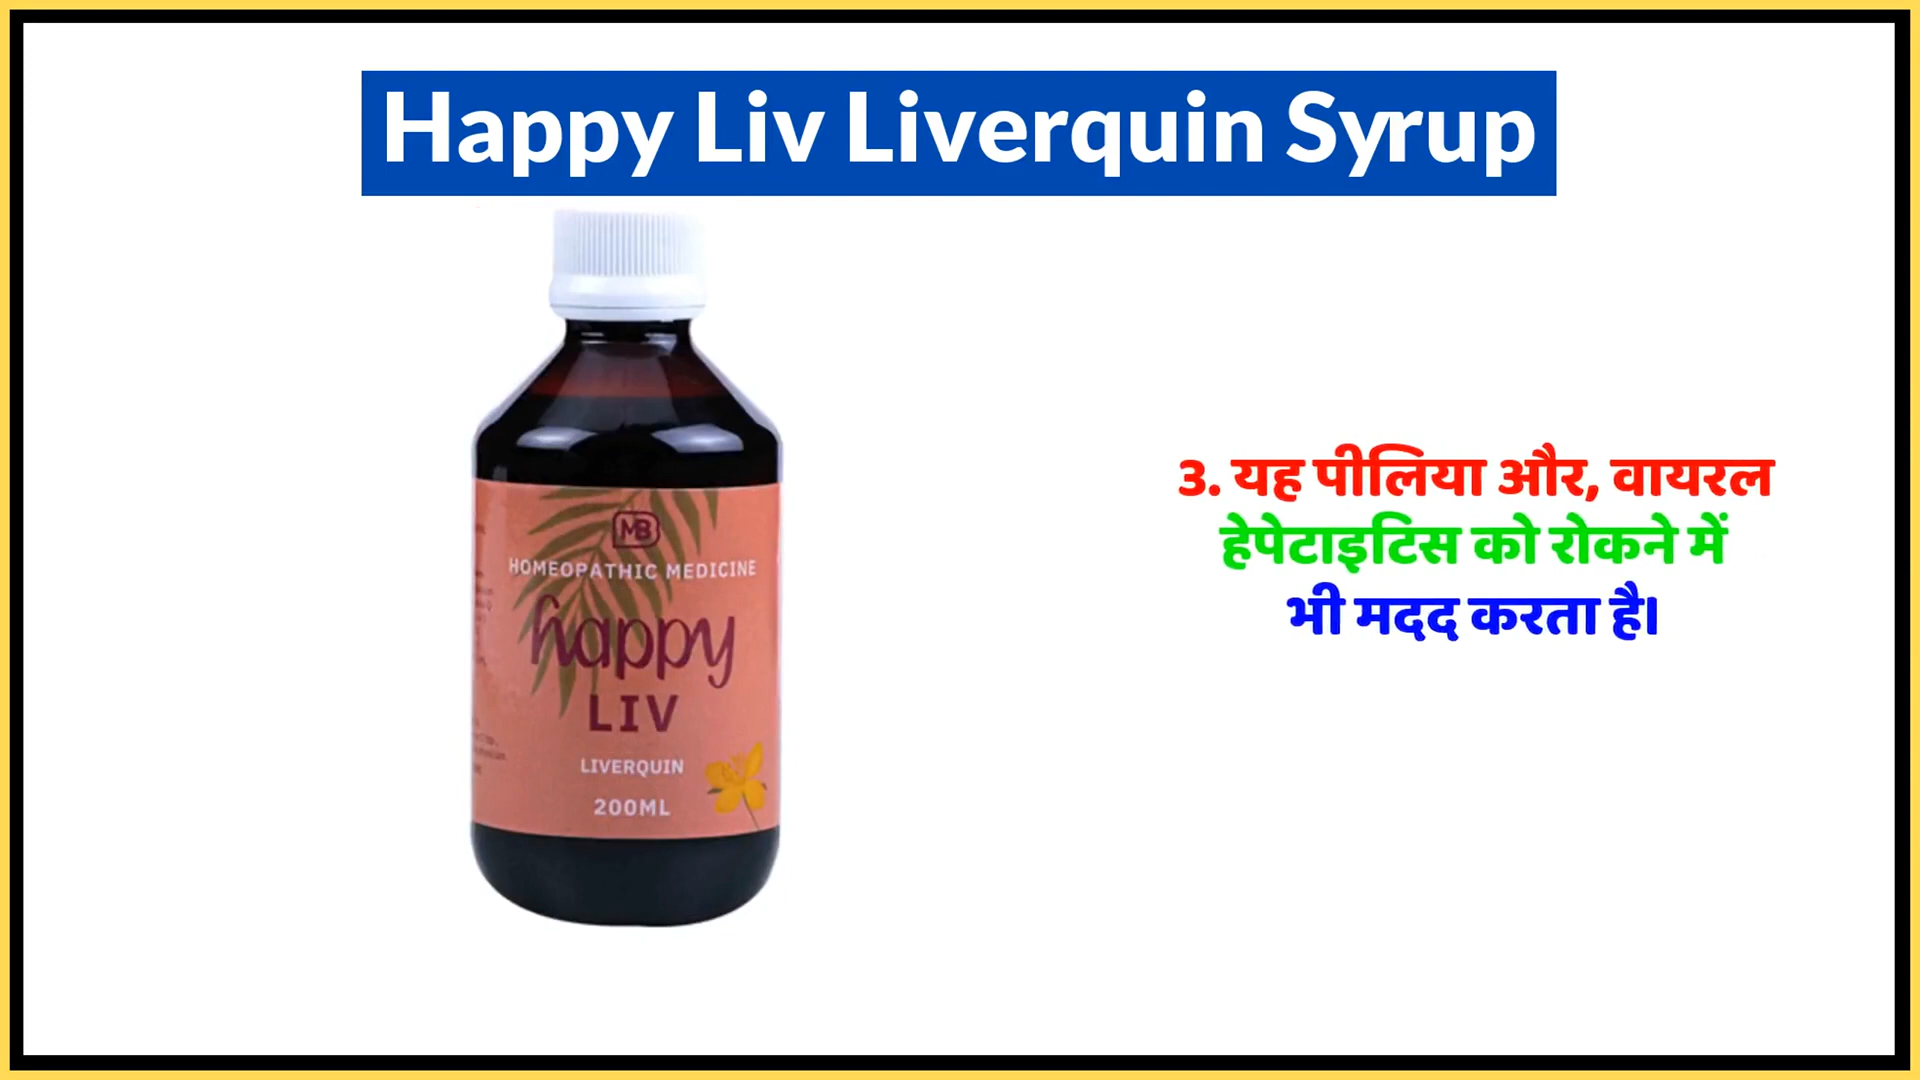 Happy Liv Liverquin Syrup
MB
HOMEOPATHIC MEDICINE
happy
LIV
LIVERQUIN
200ML
3. यह पीलिया और, वायरल
हेपेटाइटिस को रोकने में
भी मदद करता है।